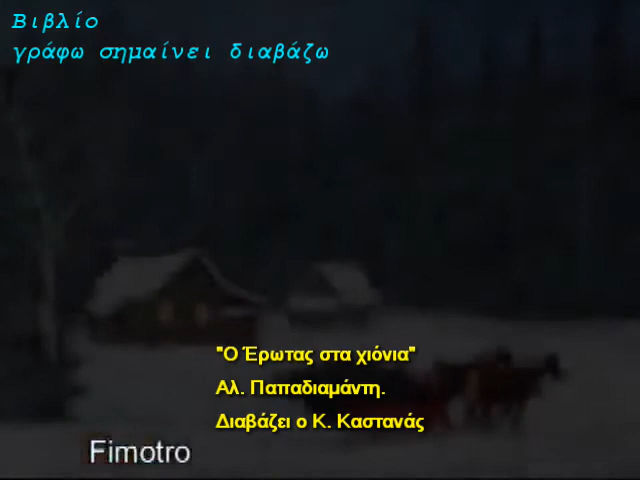 Βιβλίο
γράφω σημαίνει διαβάζω
"Ο Έρωτας στα χιόνια"
Αλ. Παπαδιαμάντη.
Διαβάζει ο Κ. Καστανάς
Fimotro